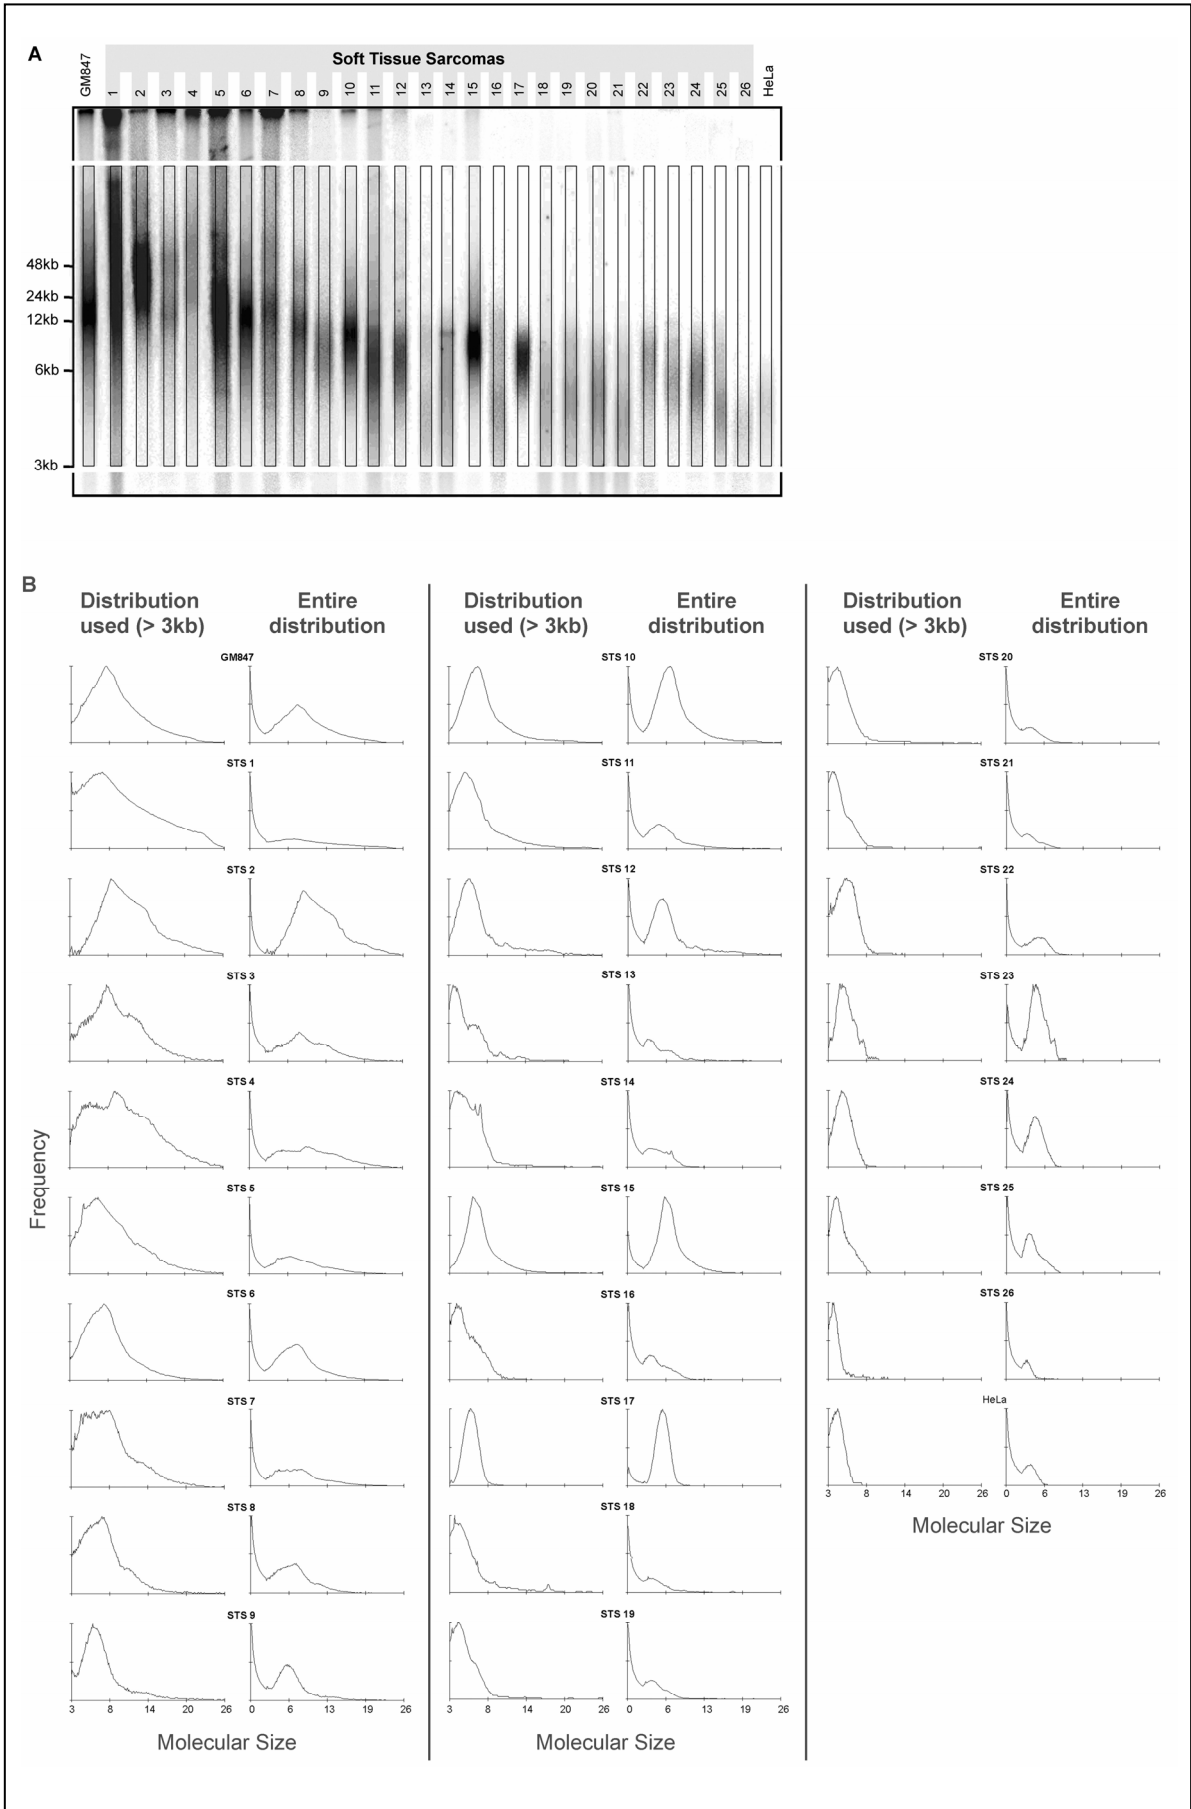 A
Soft Tissue Sarcomas
GM847 1 2 3 4 5 6 7 8 9 10 11 12 13 14 15 16 17 18 19 20 21 22 23 24 25 26 HeLa
48kb
24kb
12kb
6kb
3kb
B
Distribution used (> 3kb)
Entire distribution
Distribution used (> 3kb)
Entire distribution
Distribution used (> 3kb)
Entire distribution
Frequency
GM847
STS 1
STS 2
STS 3
STS 4
STS 5
STS 6
STS 7
STS 8
STS 9
3 8 14 20 26 0 6 13 19 26
Molecular Size
STS 10
STS 11
STS 12
STS 13
STS 14
STS 15
STS 16
STS 17
STS 18
STS 19
3 8 14 20 26 0 6 13 19 26
Molecular Size
STS 20
STS 21
STS 22
STS 23
STS 24
STS 25
STS 26
HeLa
3 8 14 20 26 0 6 13 19 26
Molecular Size